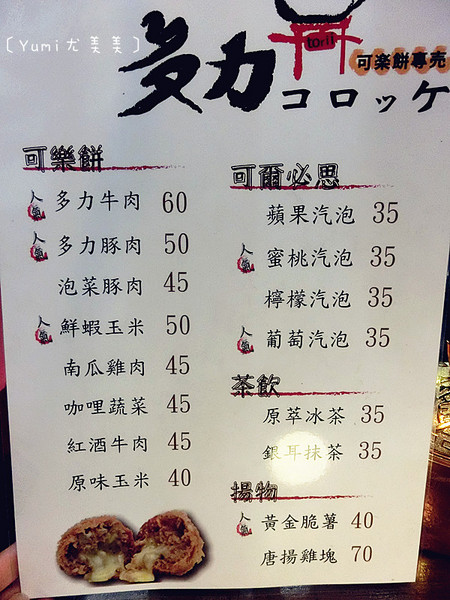 〔Yumi尤美美〕
多力
torii
可楽餅專売
コロッケ
可樂餅
人氣 多力牛肉 60
人氣 多力豚肉 50
泡菜豚肉 45
人氣 鮮蝦玉米 50
南瓜雞肉 45
咖哩蔬菜 45
紅酒牛肉 45
原味玉米 40
可爾必思
蘋果汽泡 35
人氣 蜜桃汽泡 35
檸檬汽泡 35
人氣 葡萄汽泡 35
茶飲
原萃冰茶 35
銀耳抹茶 35
揚物
人氣 黃金脆薯 40
唐揚雞塊 70